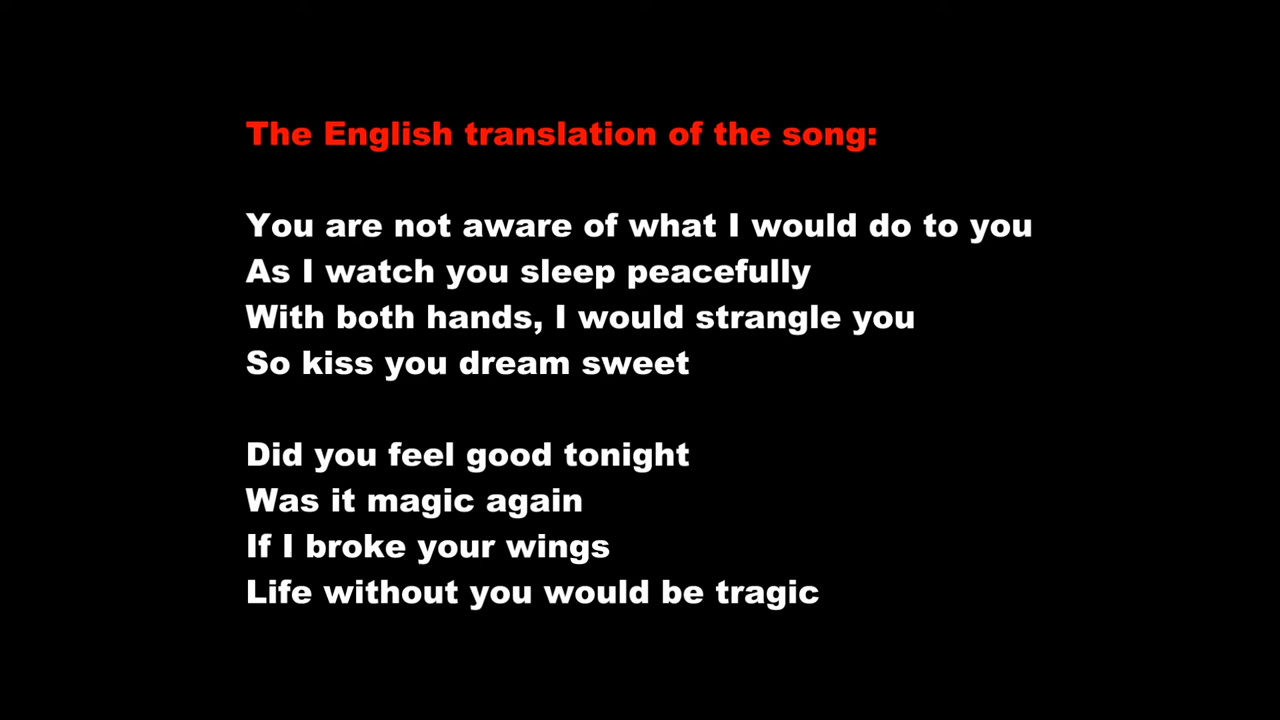 The English translation of the song:
You are not aware of what I would do to you
As I watch you sleep peacefully
With both hands, I would strangle you
So kiss you dream sweet
Did you feel good tonight
Was it magic again
If I broke your wings
Life without you would be tragic